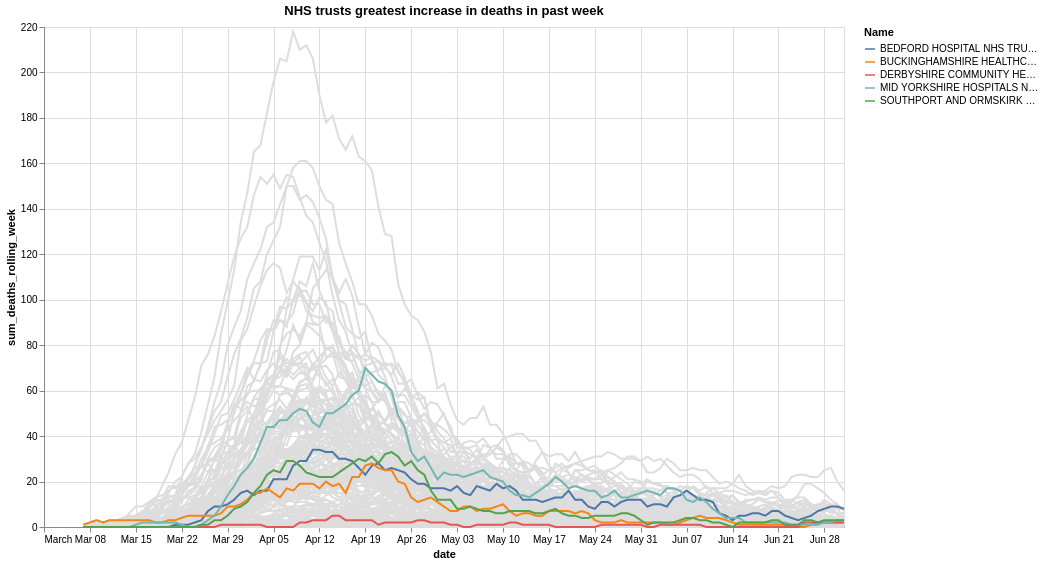 NHS trusts greatest increase in deaths in past week
220
200
180
160
140
120
100
80
60
40
20
0
sum_deaths_rolling_week
March Mar 08 Mar 15 Mar 22 Mar 29 Apr 05 Apr 12 Apr 19 Apr 26 May 03 May 10 May 17 May 24 May 31 Jun 07 Jun 14 Jun 21 Jun 28
date
Name
BEDFORD HOSPITAL NHS TRU…
BUCKINGHAMSHIRE HEALTHC…
DERBYSHIRE COMMUNITY HE…
MID YORKSHIRE HOSPITALS N…
SOUTHPORT AND ORMSKIRK …